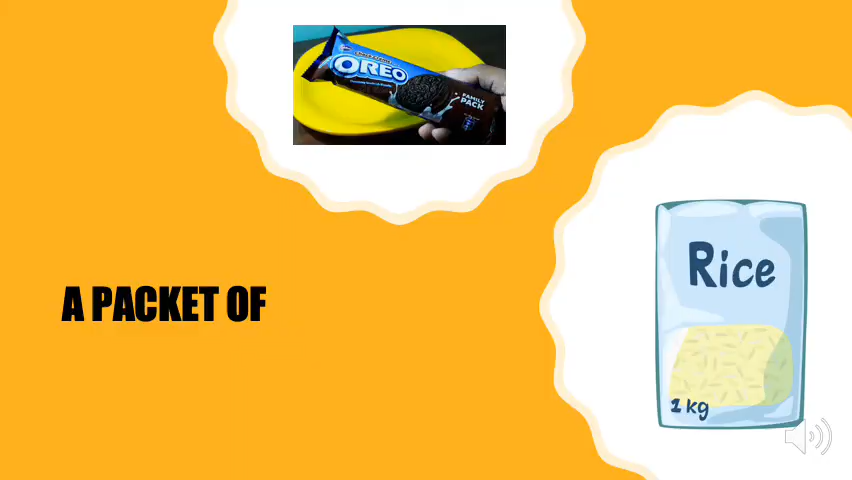 OREO
FAMILY
PACK
A PACKET OF
Rice
1 kg